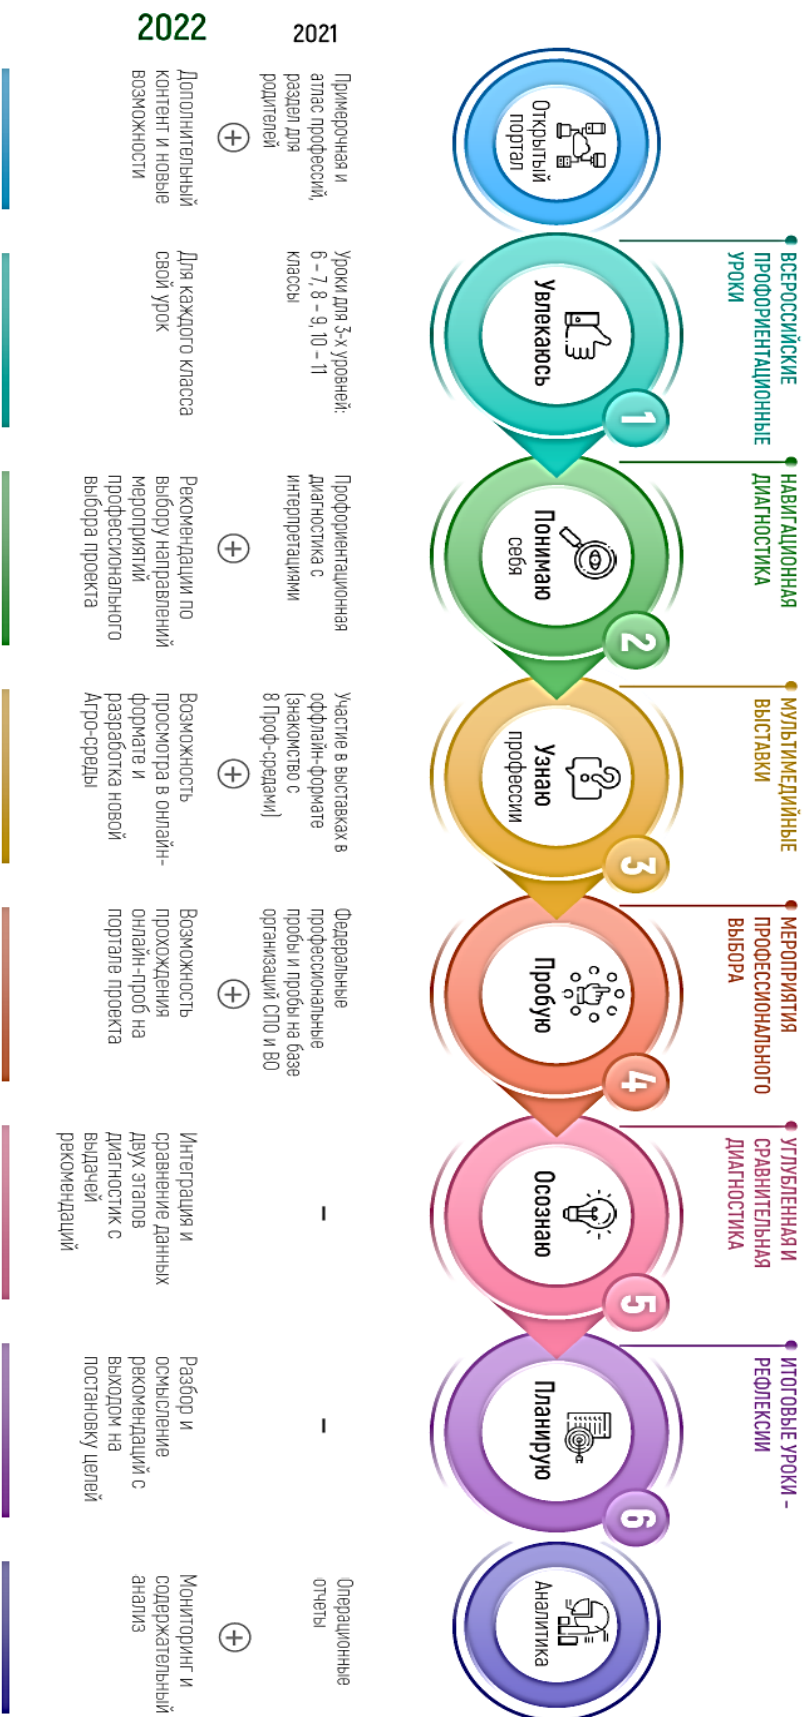 ВСЕРОССИЙСКИЕ
ПРОФОРИЕНТАЦИОННЫЕ
УРОКИ
НАВИГАЦИОННАЯ
ДИАГНОСТИКА
МУЛЬТИМЕДИЙНЫЕ
ВЫСТАВКИ
МЕРОПРИЯТИЯ
ПРОФЕССИОНАЛЬНОГО
ВЫБОРА
УГЛУБЛЕННАЯ И
СРАВНИТЕЛЬНАЯ
ДИАГНОСТИКА
ИТОГОВЫЕ УРОКИ –
РЕФЛЕКСИИ
Открытый
портал
Увлекаюсь
1
Понимаю
себя
2
Узнаю
профессии
3
Пробую
4
Осознаю
5
Планирую
6
Аналитика
2021
Примерочная и
атлас профессий,
раздел для
родителей
Уроки для 3-х уровней:
6 – 7, 8 – 9, 10 – 11
классы
Профориентационная
диагностика с
интерпретациями
Участие в выставках в
оффлайн-формате
(знакомство с
8 Проф-средами)
Федеральные
профессиональные
пробы и пробы на базе
организаций СПО и ВО
–
–
Операционные
отчеты
+
+
+
+
+
2022
Дополнительный
контент и новые
возможности
Для каждого класса
свой урок
Рекомендации по
выбору направлений
мероприятий
профессионального
выбора проекта
Возможность
просмотра в онлайн-
формате и
разработка новой
Агро-среды
Возможность
прохождения
онлайн-проб на
портале проекта
Интеграция и
сравнение данных
двух этапов
диагностик с
выдачей
рекомендаций
Разбор и
осмысление
рекомендаций с
выходом на
постановку целей
Мониторинг и
содержательный
анализ